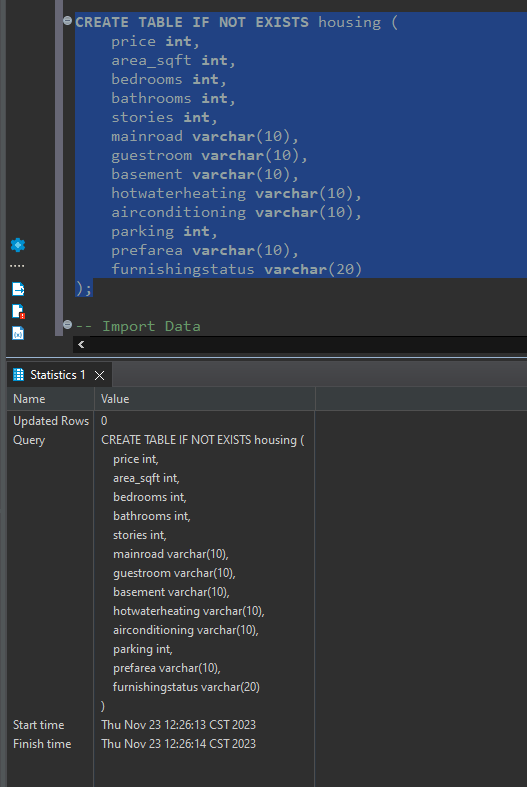 CREATE TABLE IF NOT EXISTS housing (
    price int,
    area_sqft int,
    bedrooms int,
    bathrooms int,
    stories int,
    mainroad varchar(10),
    guestroom varchar(10),
    basement varchar(10),
    hotwaterheating varchar(10),
    airconditioning varchar(10),
    parking int,
    prefarea varchar(10),
    furnishingstatus varchar(20)
);
-- Import Data
Statistics 1
Name Value
Updated Rows 0
Query CREATE TABLE IF NOT EXISTS housing (
    price int,
    area_sqft int,
    bedrooms int,
    bathrooms int,
    stories int,
    mainroad varchar(10),
    guestroom varchar(10),
    basement varchar(10),
    hotwaterheating varchar(10),
    airconditioning varchar(10),
    parking int,
    prefarea varchar(10),
    furnishingstatus varchar(20)
)
Start time Thu Nov 23 12:26:13 CST 2023
Finish time Thu Nov 23 12:26:14 CST 2023